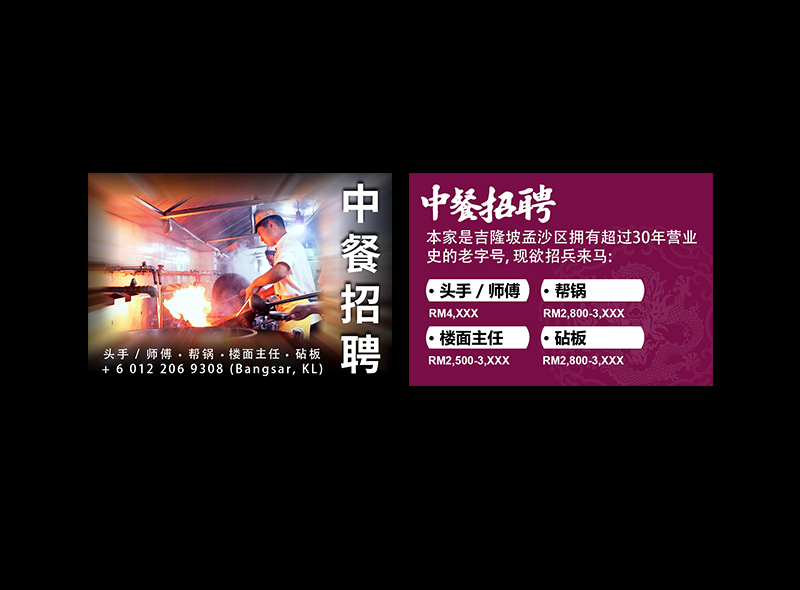 中餐招聘
头手 / 师傅 · 帮锅 · 楼面主任 · 砧板
+ 6 012 206 9308 (Bangsar, KL)
中餐招聘
本家是吉隆坡孟沙区拥有超过30年营业
史的老字号, 现欲招兵来马:
• 头手 / 师傅
RM4,XXX
• 帮锅
RM2,800-3,XXX
• 楼面主任
RM2,500-3,XXX
• 砧板
RM2,800-3,XXX